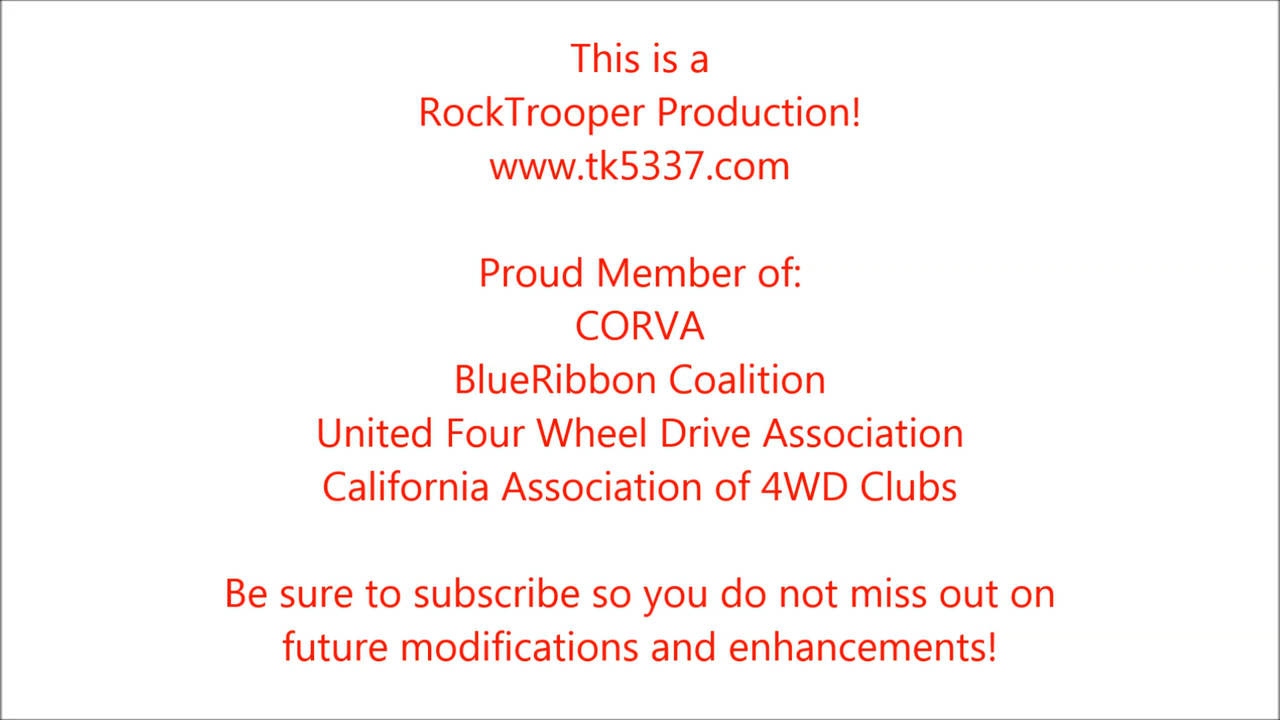 This is a
RockTrooper Production!
www.tk5337.com
Proud Member of:
CORVA
BlueRibbon Coalition
United Four Wheel Drive Association
California Association of 4WD Clubs
Be sure to subscribe so you do not miss out on
future modifications and enhancements!